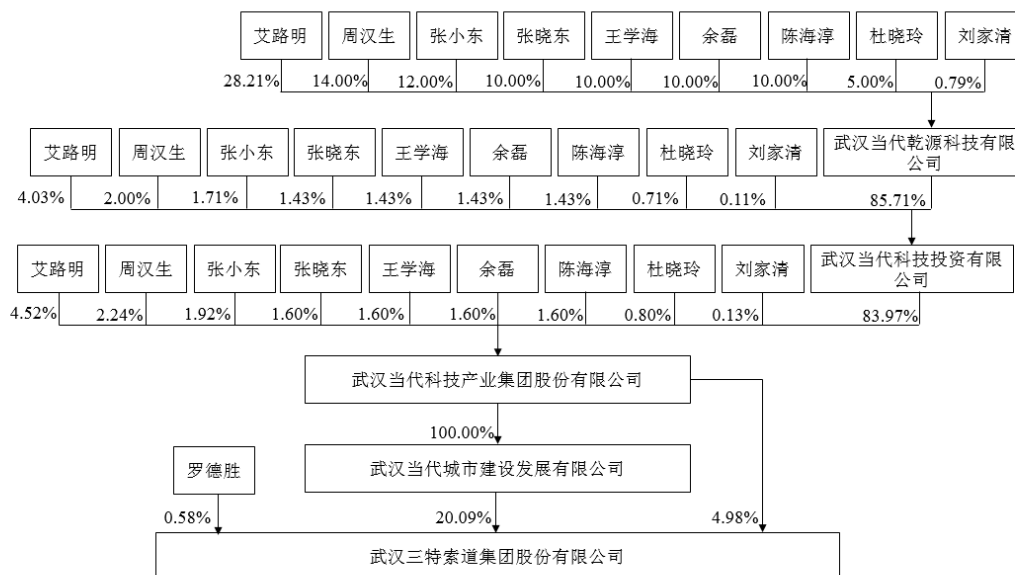 艾路明 周汉生 张小东 张晓东 王学海 余磊 陈海淳 杜晓玲 刘家清
28.21% 14.00% 12.00% 10.00% 10.00% 10.00% 10.00% 5.00% 0.79%
艾路明 周汉生 张小东 张晓东 王学海 余磊 陈海淳 杜晓玲 刘家清 武汉当代乾源科技有限
公司
4.03% 2.00% 1.71% 1.43% 1.43% 1.43% 1.43% 0.71% 0.11% 85.71%
艾路明 周汉生 张小东 张晓东 王学海 余磊 陈海淳 杜晓玲 刘家清 武汉当代科技投资有限
公司
4.52% 2.24% 1.92% 1.60% 1.60% 1.60% 1.60% 0.80% 0.13% 83.97%
武汉当代科技产业集团股份有限公司
100.00%
罗德胜 武汉当代城市建设发展有限公司
0.58% 20.09% 4.98%
武汉三特索道集团股份有限公司